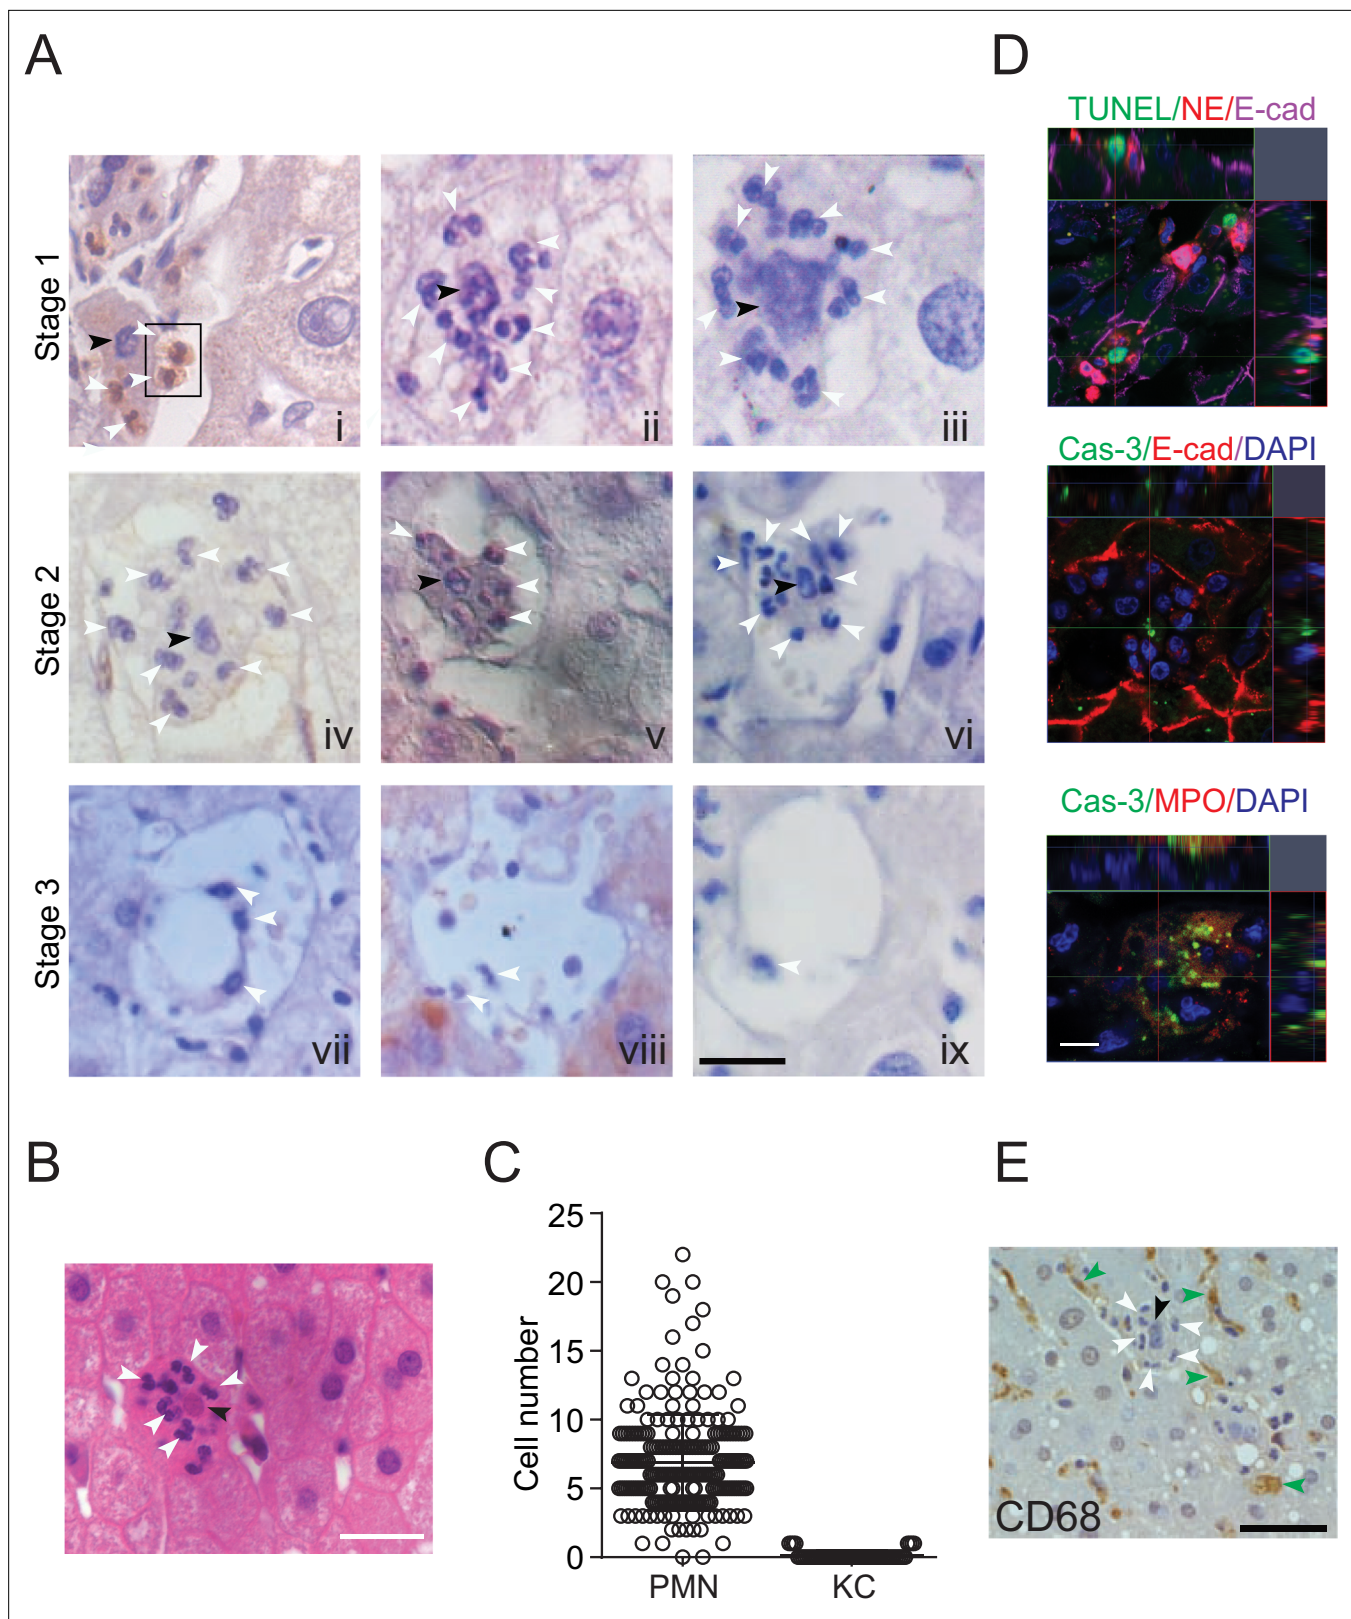 A
D
TUNEL/NE/E-cad
Stage 1
i
ii
iii
Cas-3/E-cad/DAPI
Stage 2
iv
v
vi
Cas-3/MPO/DAPI
Stage 3
vii
viii
ix
B
C
E
25
20
15
10
5
0
Cell number
PMN
KC
CD68